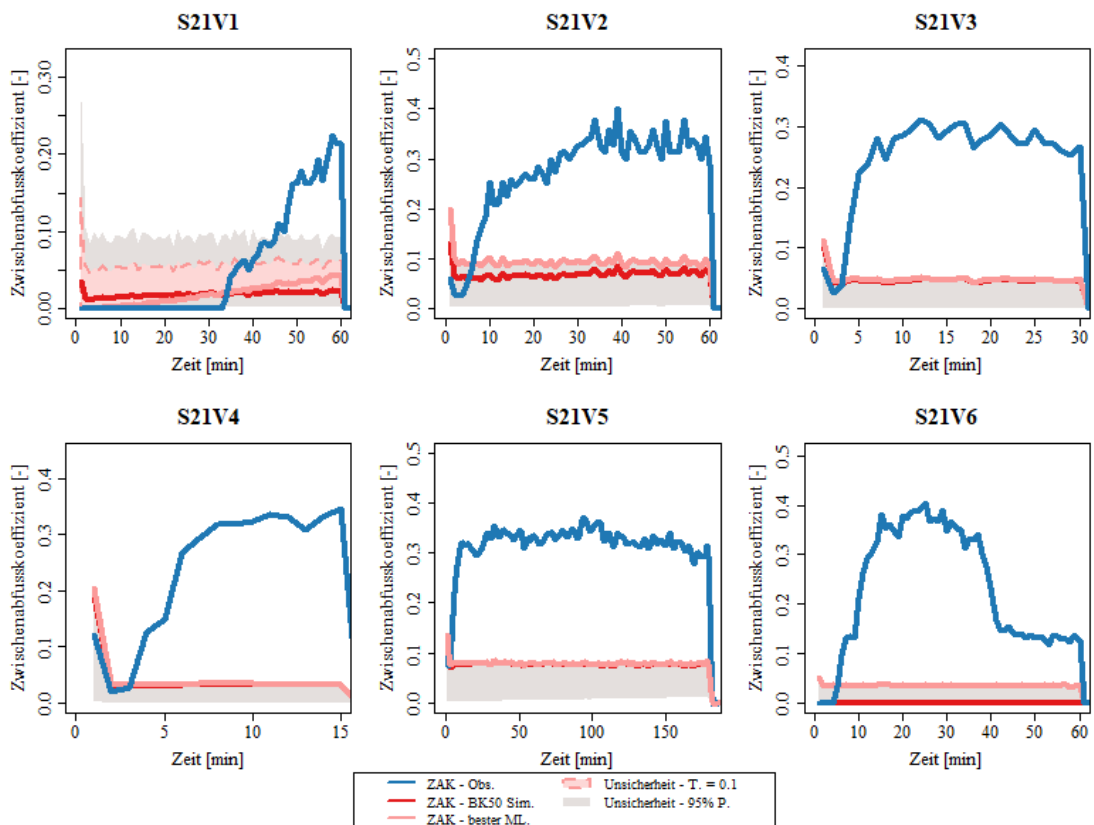 S21V1
S21V2
S21V3
Zwischenabfusskoeffizient [-]
0.00
0.10
0.20
0.30
0 10 20 30 40 50 60
Zeit [min]
Zwischenabfusskoeffizient [-]
0.0
0.1
0.2
0.3
0.4
0.5
0 10 20 30 40 50 60
Zeit [min]
Zwischenabfusskoeffizient [-]
0.0
0.1
0.2
0.3
0.4
0 5 10 15 20 25 30
Zeit [min]
S21V4
S21V5
S21V6
Zwischenabfusskoeffizient [-]
0.0
0.1
0.2
0.3
0.4
0 5 10 15
Zeit [min]
Zwischenabfusskoeffizient [-]
0.0
0.1
0.2
0.3
0.4
0.5
0 50 100 150
Zeit [min]
Zwischenabfusskoeffizient [-]
0.0
0.1
0.2
0.3
0.4
0.5
0 10 20 30 40 50 60
Zeit [min]
ZAK - Obs.
ZAK - BK50 Sim.
ZAK - bester ML.
Unsicherheit - T. = 0.1
Unsicherheit - 95% P.